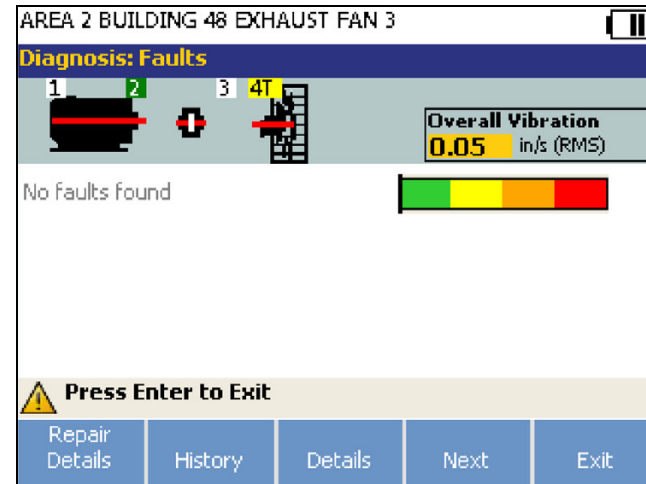 AREA 2 BUILDING 48 EXHAUST FAN 3
Diagnosis: Faults
1 2 3 4T
Overall Vibration
0.05 in/s (RMS)
No faults found
Press Enter to Exit
Repair Details History Details Next Exit